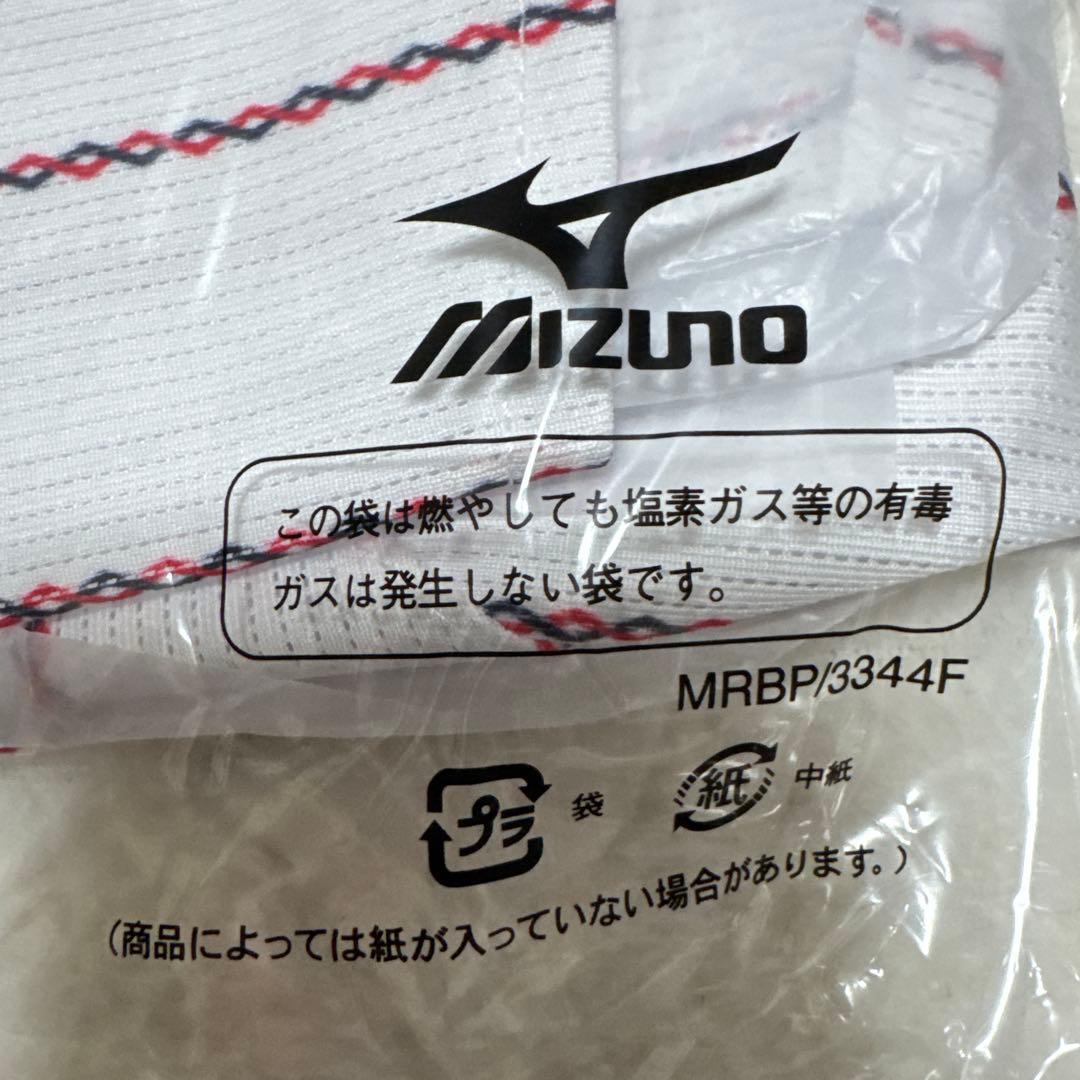 MIZUNO
この袋は燃やしても塩素ガス等の有毒
ガスは発生しない袋です。
MRBP/3344F
プラ 袋 紙 中紙
(商品によっては紙が入っていない場合があります。)